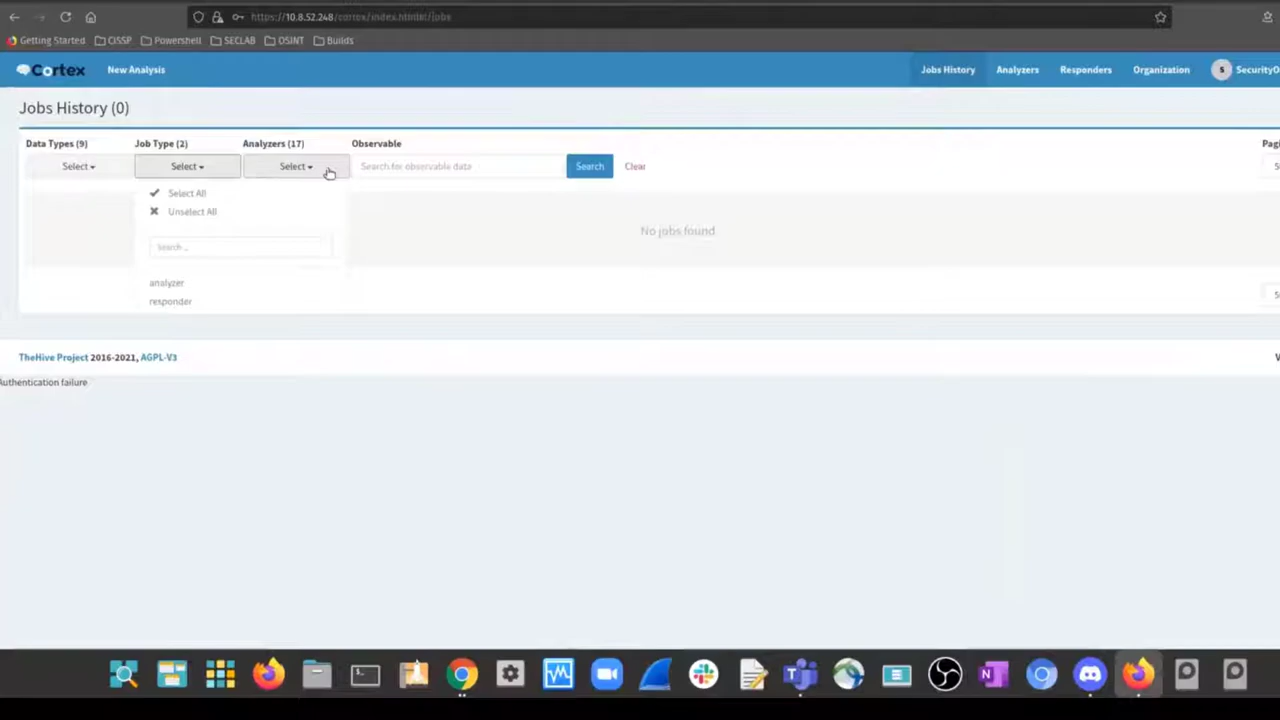 https://10.8.52.248/cortex/index.html#!/jobs
Getting Started CISSP Powershell SECLAB OSINT Builds
Cortex New Analysis Jobs History Analyzers Responders Organization S SecurityO
Jobs History (0)
Data Types (9) Job Type (2) Analyzers (17) Observable Pagi
Select Select Select Search for observable data Search Clear
Select All
Unselect All
No jobs found
Search ..
analyzer
responder
TheHive Project 2016-2021, AGPL-V3
Authentication failure